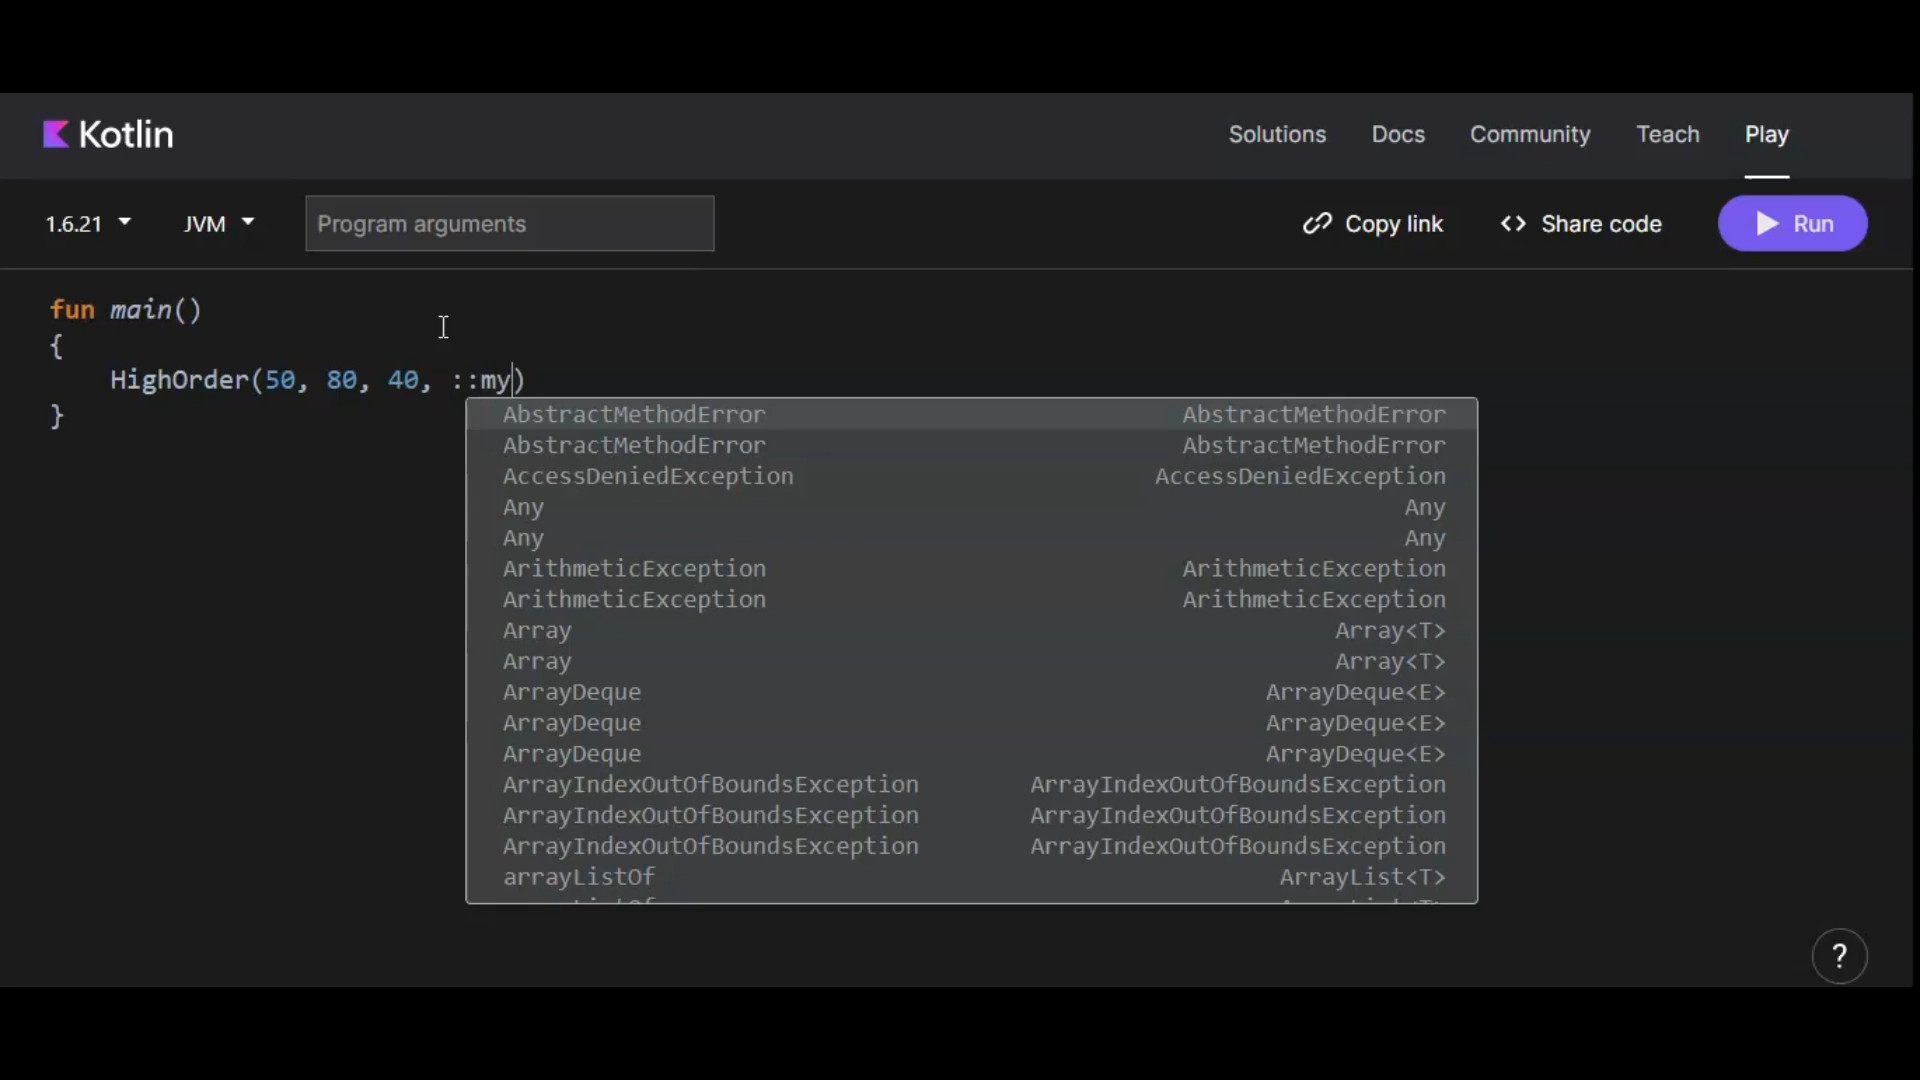 Kotlin
Solutions Docs Community Teach Play
1.6.21 JVM Program arguments Copy link <> Share code Run
fun main()
{
HighOrder(50, 80, 40, ::my)
}
AbstractMethodError AbstractMethodError
AbstractMethodError AbstractMethodError
AccessDeniedException AccessDeniedException
Any Any
Any Any
ArithmeticException ArithmeticException
ArithmeticException ArithmeticException
Array Array<T>
Array Array<T>
ArrayDeque ArrayDeque<E>
ArrayDeque ArrayDeque<E>
ArrayDeque ArrayDeque<E>
ArrayIndexOutOfBoundsException ArrayIndexOutOfBoundsException
ArrayIndexOutOfBoundsException ArrayIndexOutOfBoundsException
ArrayIndexOutOfBoundsException ArrayIndexOutOfBoundsException
arrayListOf ArrayList<T>
?